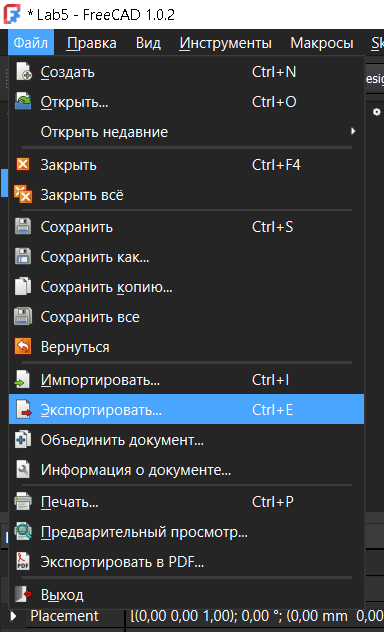 * Lab5 - FreeCAD 1.0.2
Файл Правка Вид Инструменты Макросы Sk
Создать Ctrl+N
esig
Открыть... Ctrl+O
Открыть недавние
Закрыть Ctrl+F4
Закрыть всё
Сохранить Ctrl+S
Сохранить как...
Сохранить копию...
Сохранить все
Вернуться
Импортировать... Ctrl+I
Экспортировать... Ctrl+E
Объединить документ...
Информация о документе...
Печать... Ctrl+P
Предварительный просмотр...
PDF Экспортировать в PDF...
Выход
Placement [(0,00 0,00 1,00); 0,00 °; (0,00 mm 0,0